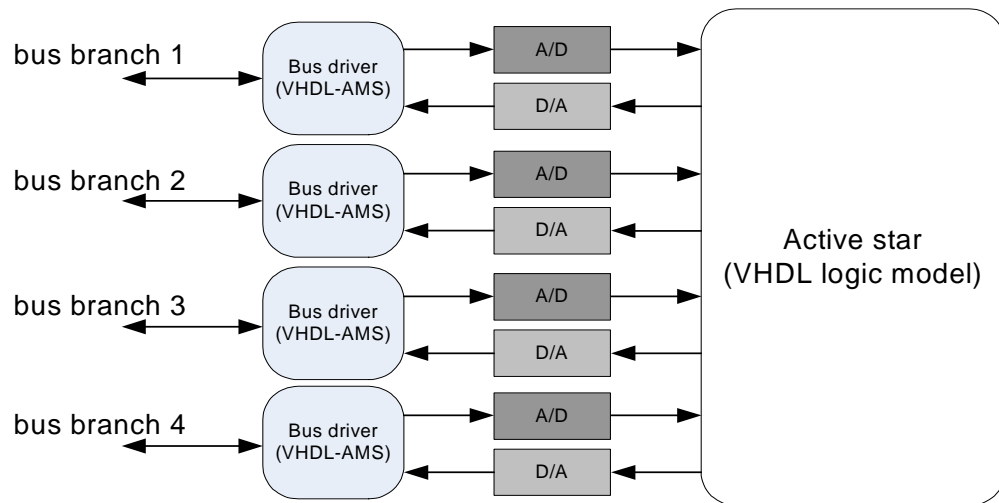 bus branch 1
Bus driver
(VHDL-AMS)
A/D
D/A
bus branch 2
Bus driver
(VHDL-AMS)
A/D
D/A
bus branch 3
Bus driver
(VHDL-AMS)
A/D
D/A
bus branch 4
Bus driver
(VHDL-AMS)
A/D
D/A
Active star
(VHDL logic model)